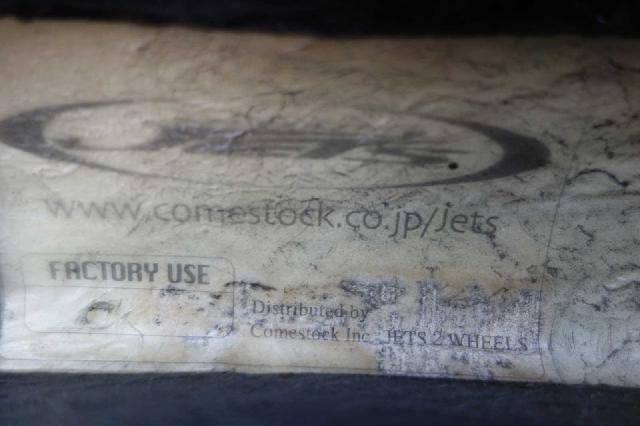 www.comestock.co.jp/jets
FACTORY USE
Distributed by
Comestock Inc JETS 2 WHEELS